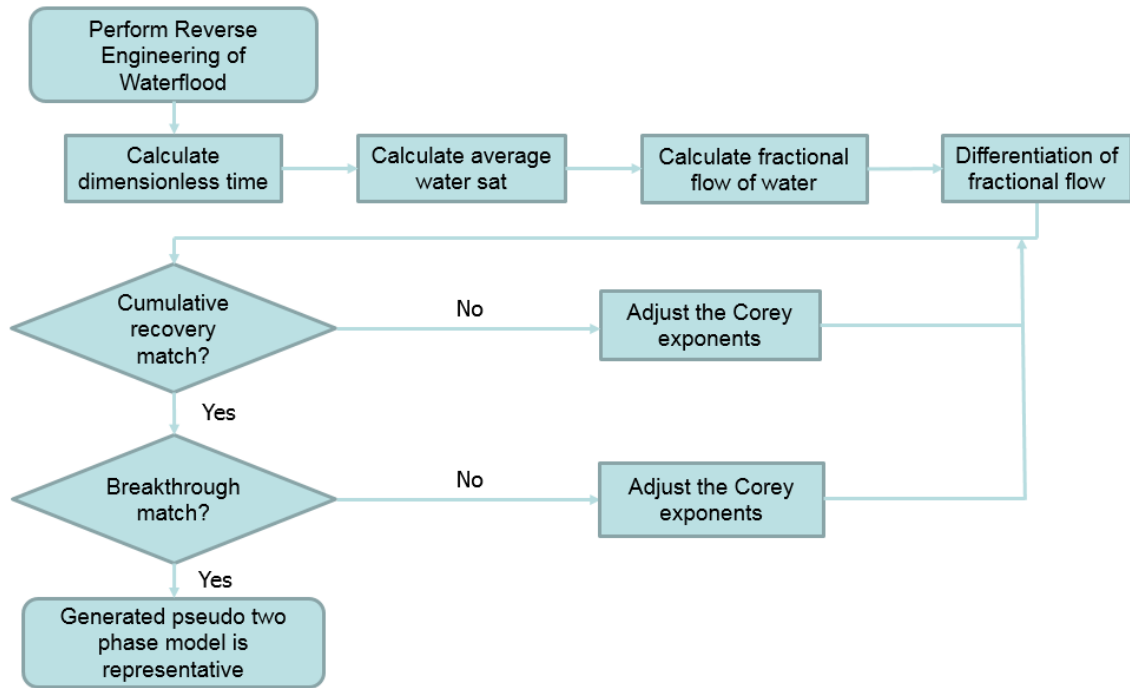 Perform Reverse
Engineering of
Waterflood
Calculate
dimensionless time
Calculate average
water sat
Calculate fractional
flow of water
Differentiation of
fractional flow
Cumulative
recovery
match?
No
Adjust the Corey
exponents
Yes
Breakthrough
match?
No
Adjust the Corey
exponents
Yes
Generated pseudo two
phase model is
representative